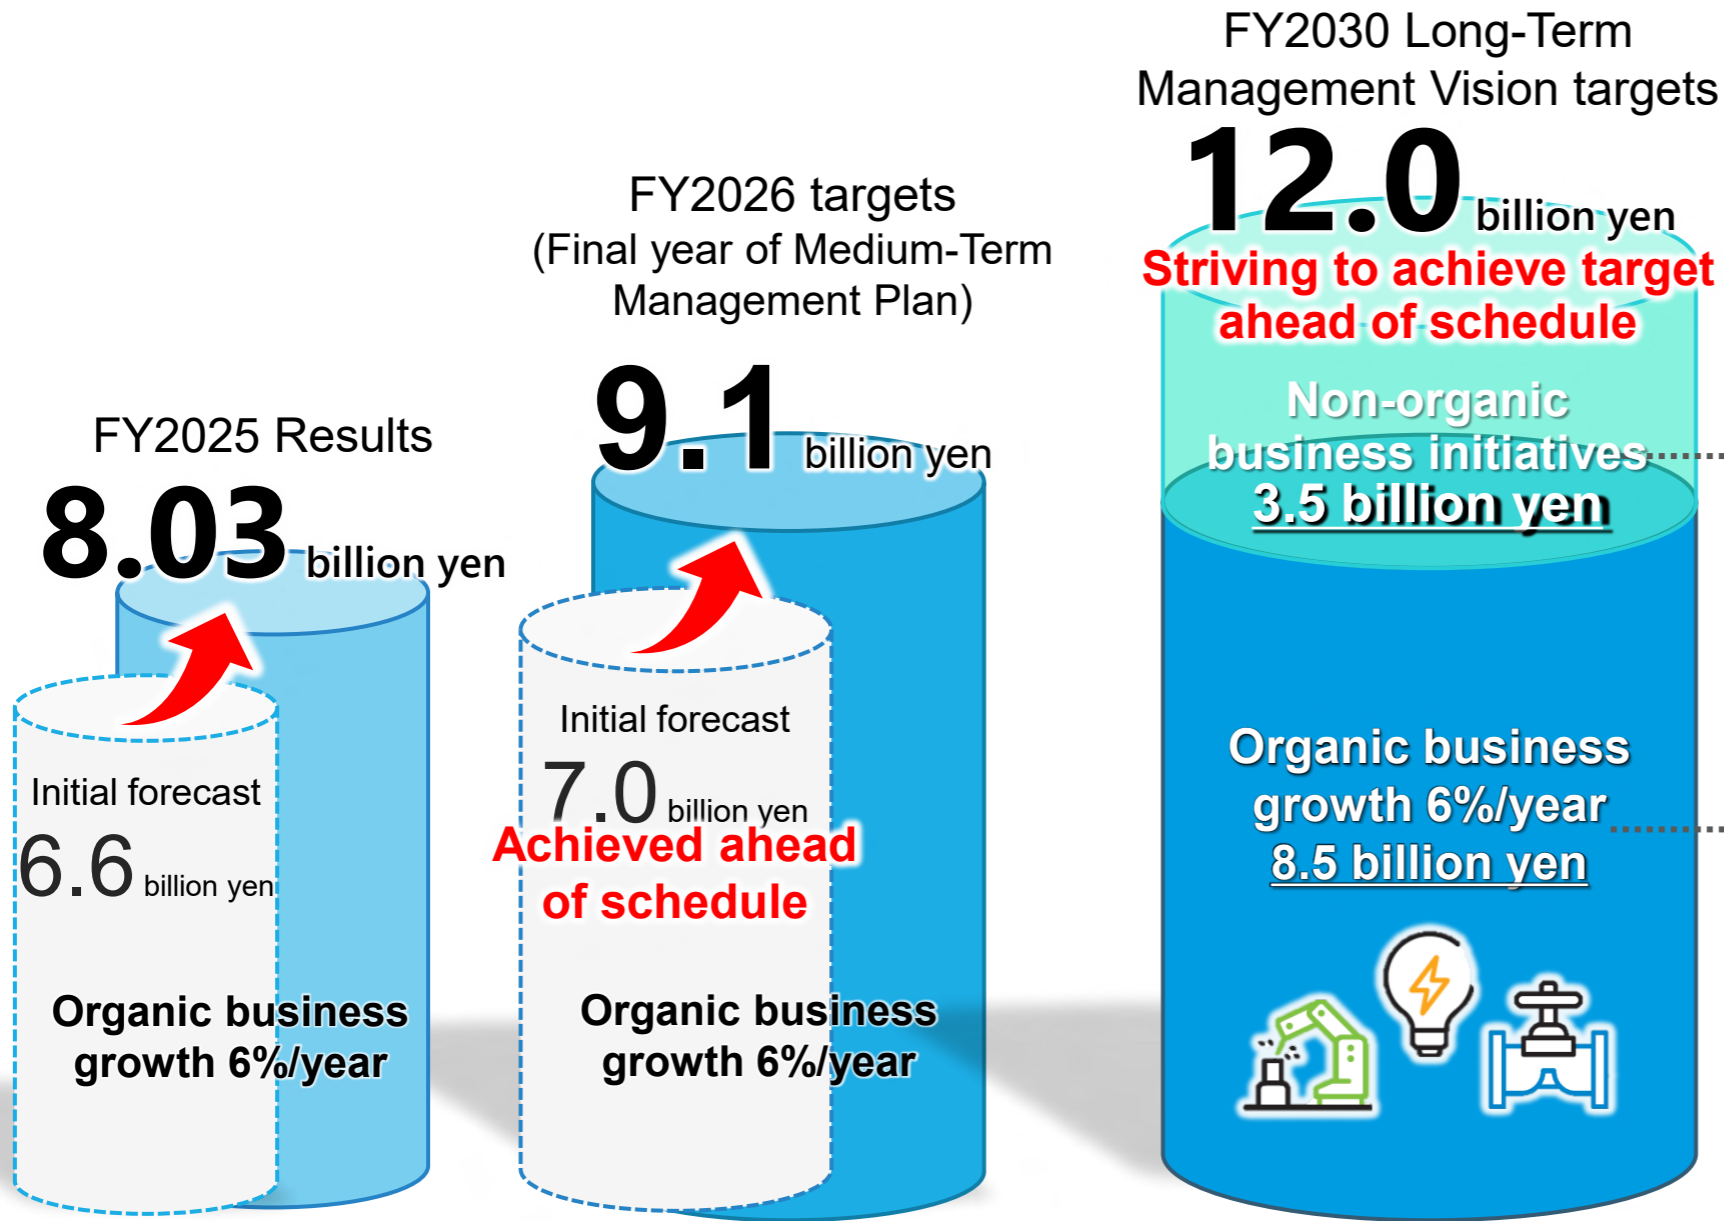 FY2025 Results
8.03 billion yen
Initial forecast
6.6 billion yen
Organic business
growth 6%/year
FY2026 targets
(Final year of Medium-Term
Management Plan)
9.1 billion yen
Initial forecast
7.0 billion yen
Achieved ahead
of schedule
Organic business
growth 6%/year
FY2030 Long-Term
Management Vision targets
12.0 billion yen
Striving to achieve target
ahead of schedule
Non-organic
business initiatives
3.5 billion yen
Organic business
growth 6%/year
8.5 billion yen